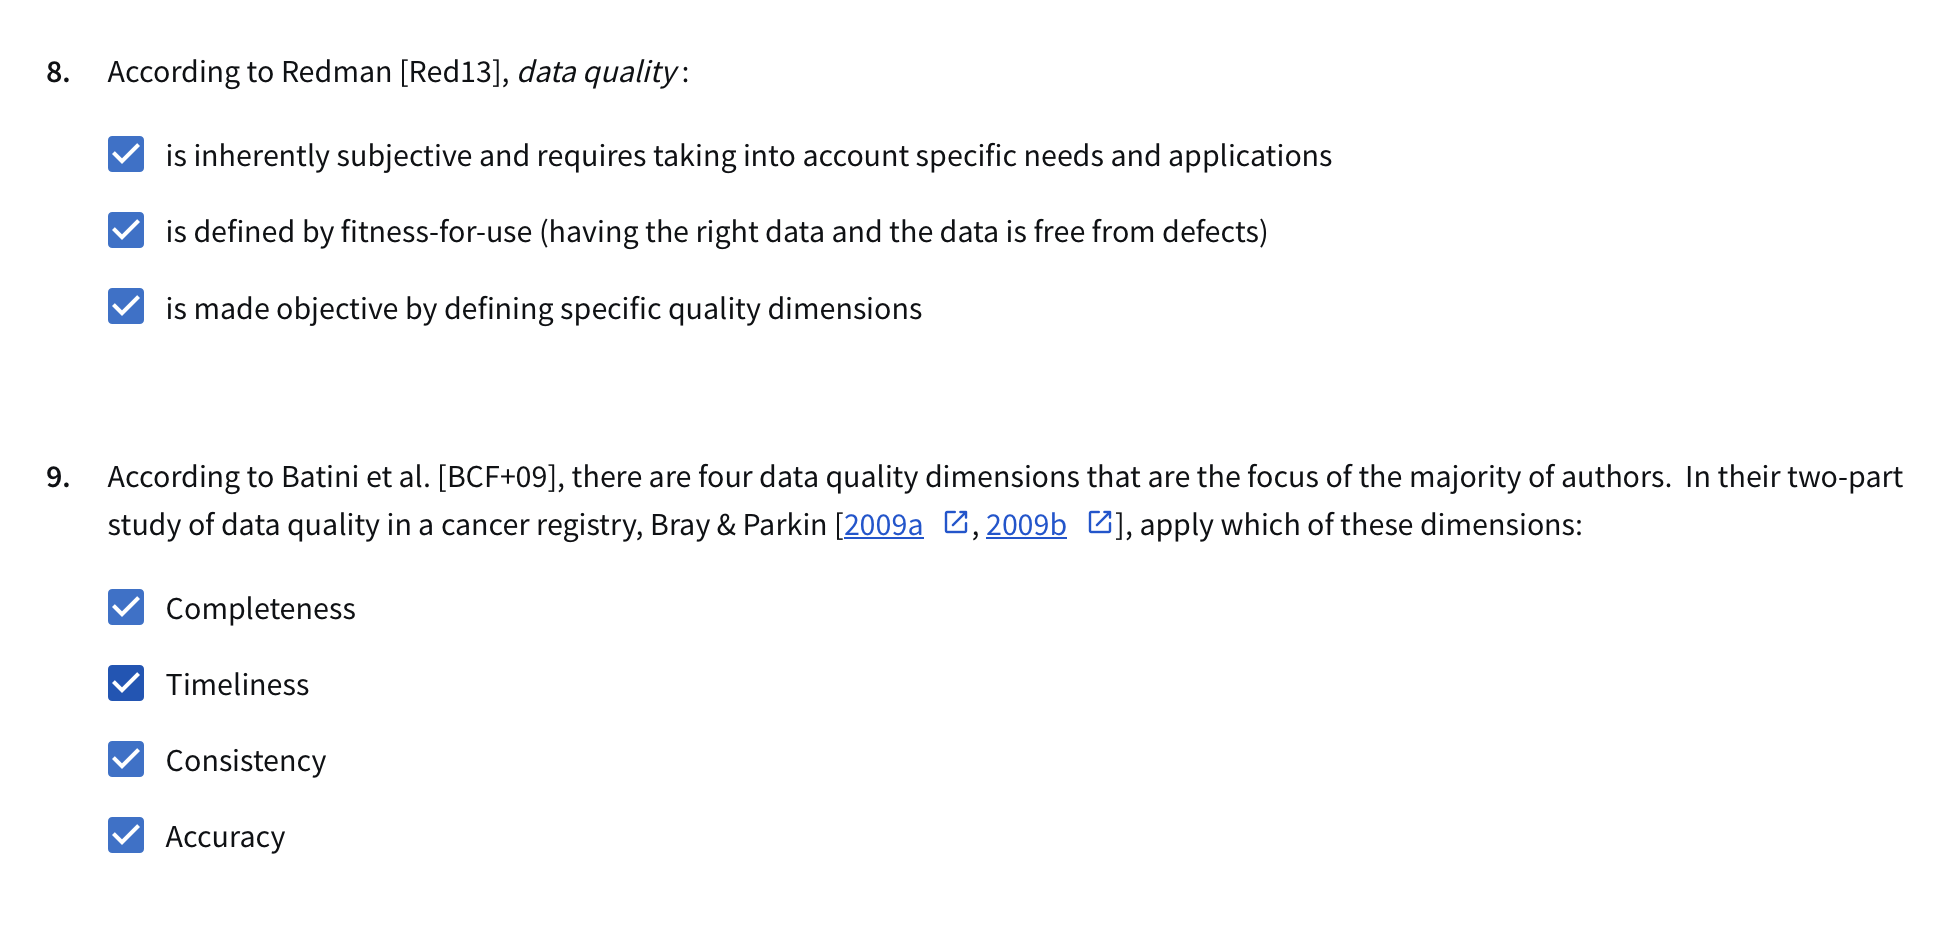 8. According to Redman [Red13], data quality:
is inherently subjective and requires taking into account specific needs and applications
is defined by fitness-for-use (having the right data and the data is free from defects)
is made objective by defining specific quality dimensions
9. According to Batini et al. [BCF+09], there are four data quality dimensions that are the focus of the majority of authors.  In their two-part
study of data quality in a cancer registry, Bray & Parkin [2009a , 2009b ], apply which of these dimensions:
Completeness
Timeliness
Consistency
Accuracy